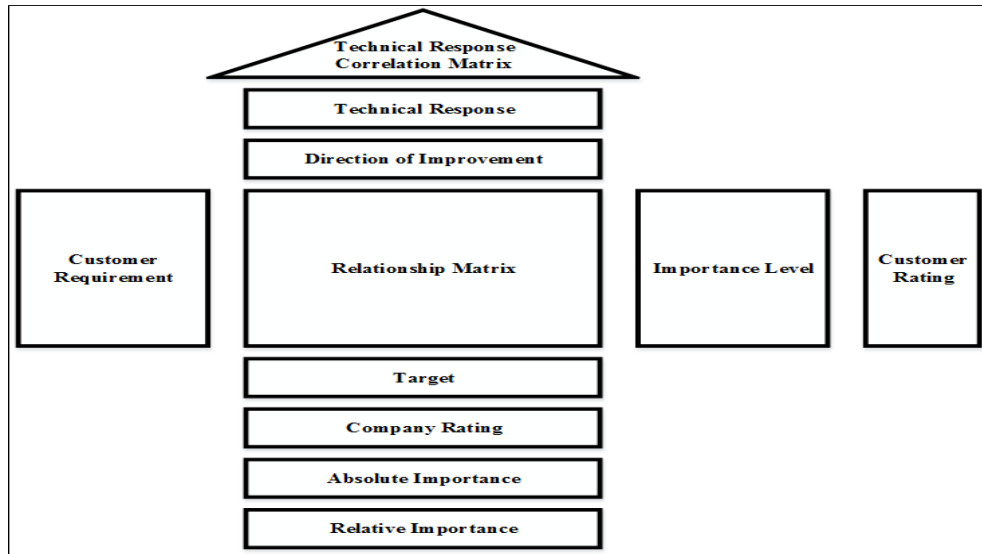 Technical Response
Correlation Matrix
Technical Response
Direction of Improvement
Customer
Requirement
Relationship Matrix
Importance Level
Customer
Rating
Target
Company Rating
Absolute Importance
Relative Importance